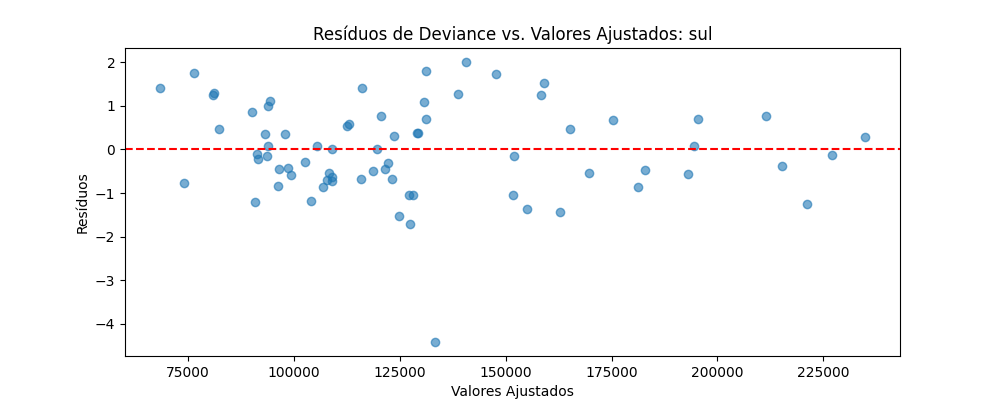 Resíduos de Deviance vs. Valores Ajustados: sul
Resíduos
2
1
0
−1
−2
−3
−4
75000 100000 125000 150000 175000 200000 225000
Valores Ajustados